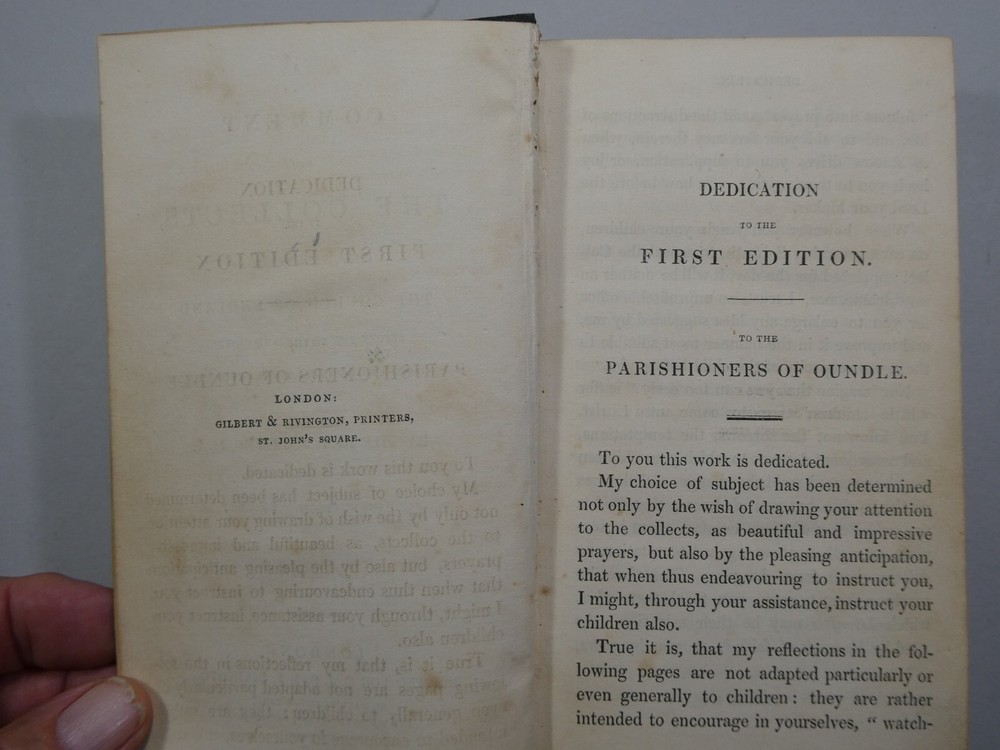 LONDON:
GILBERT & RIVINGTON, PRINTERS,
ST. JOHN'S SQUARE.
DEDICATION
TO THE
FIRST EDITION.
TO THE
PARISHIONERS OF OUNDLE.
To you this work is dedicated.
My choice of subject has been determined
not only by the wish of drawing your attention
to the collects, as beautiful and impressive
prayers, but also by the pleasing anticipation,
that when thus endeavouring to instruct you,
I might, through your assistance, instruct your
children also.
True it is, that my reflections in the fol-
lowing pages are not adapted particularly or
even generally to children: they are rather
intended to encourage in yourselves, " watch-